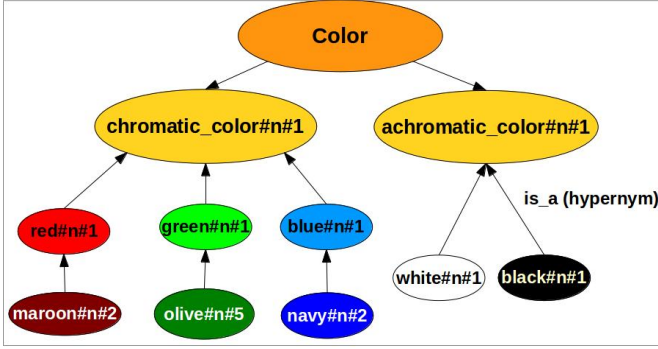 Color
chromatic_color#n#1
achromatic_color#n#1
is_a (hypernym)
red#n#1
green#n#1
blue#n#1
white#n#1
black#n#1
maroon#n#2
olive#n#5
navy#n#2